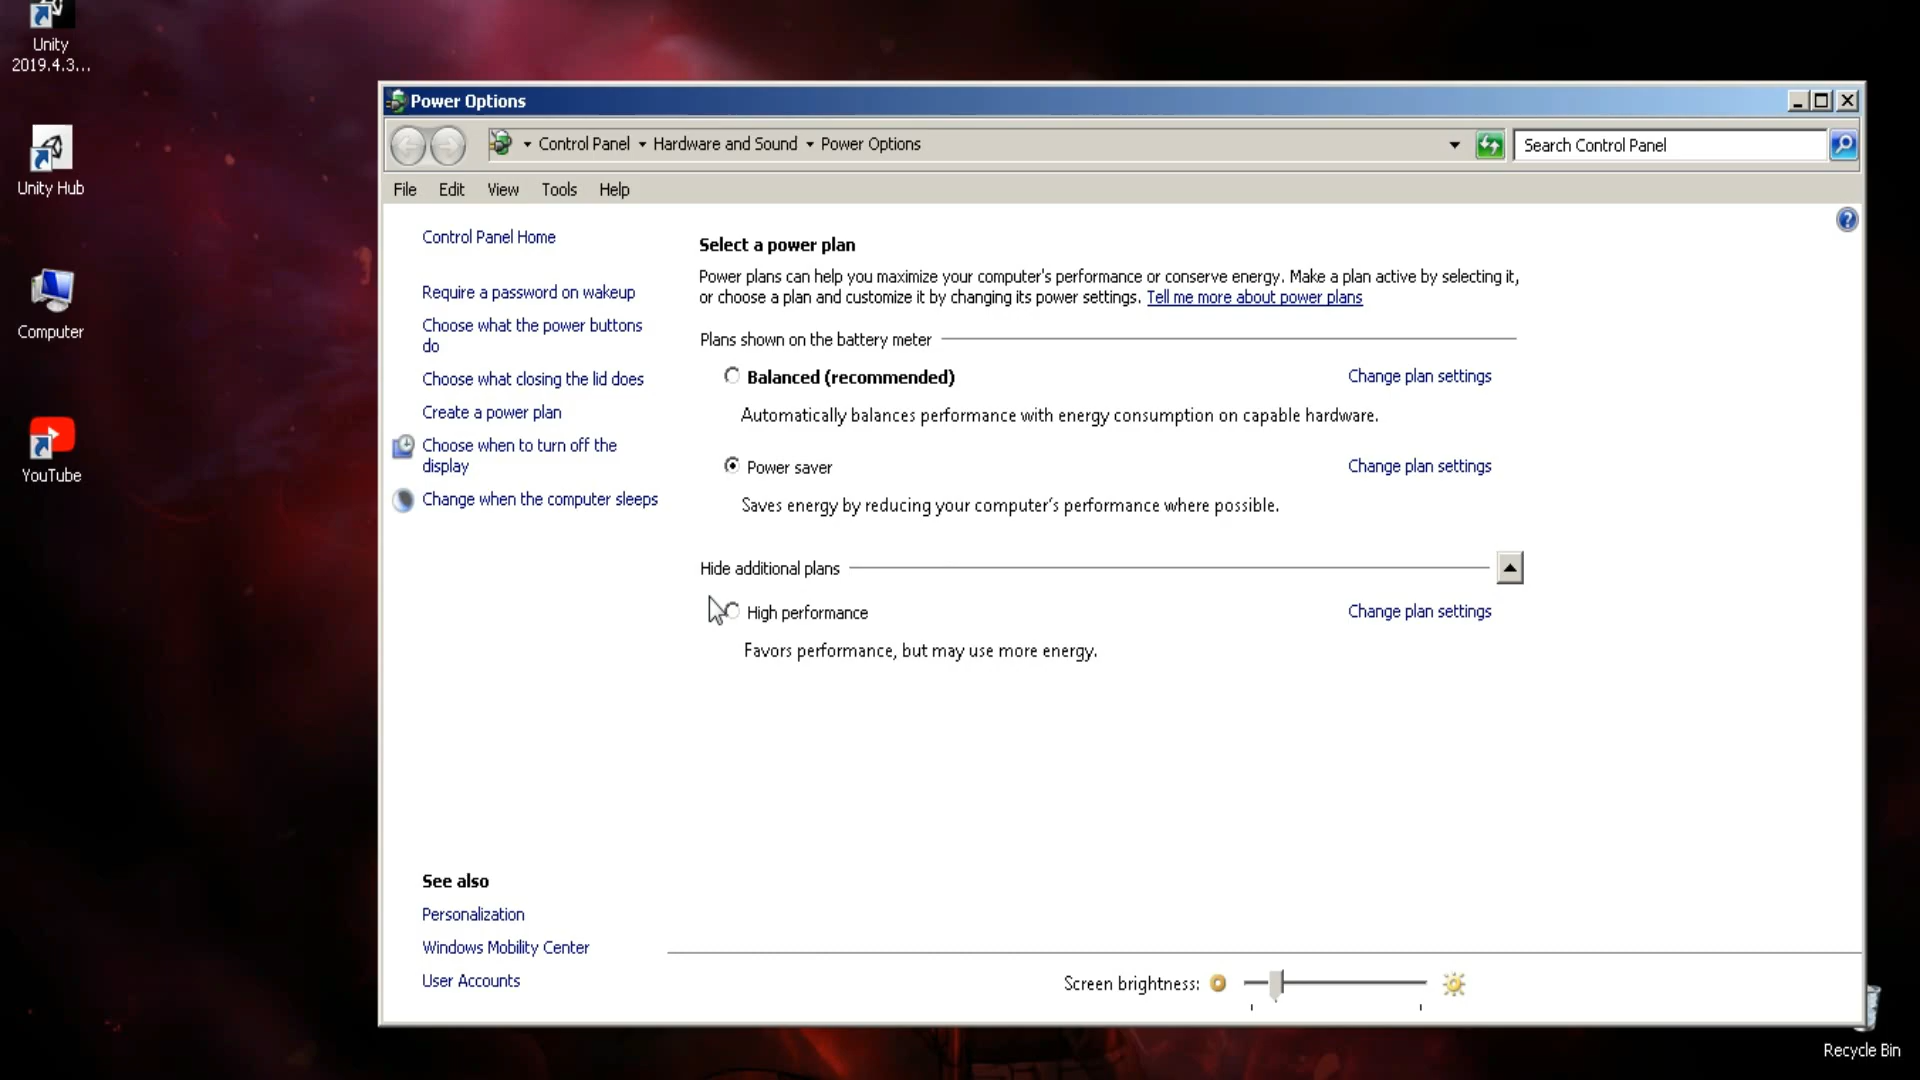 Unity
2019.4.3...
Unity Hub
Computer
YouTube
Power Options
Control Panel Hardware and Sound Power Options
Search Control Panel
File Edit View Tools Help
Control Panel Home
Require a password on wakeup
Choose what the power buttons
do
Choose what closing the lid does
Create a power plan
Choose when to turn off the
display
Change when the computer sleeps
Select a power plan
Power plans can help you maximize your computer's performance or conserve energy. Make a plan active by selecting it,
or choose a plan and customize it by changing its power settings. Tell me more about power plans
Plans shown on the battery meter
Balanced (recommended) Change plan settings
Automatically balances performance with energy consumption on capable hardware.
Power saver Change plan settings
Saves energy by reducing your computer's performance where possible.
Hide additional plans
High performance Change plan settings
Favors performance, but may use more energy.
See also
Personalization
Windows Mobility Center
User Accounts
Screen brightness:
Recycle Bin